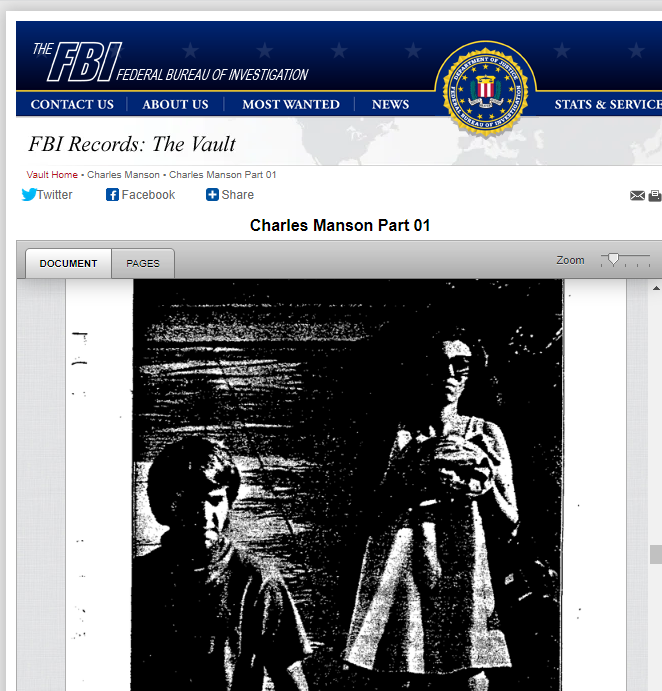 THE
FBI FEDERAL BUREAU OF INVESTIGATION
CONTACT US ABOUT US MOST WANTED NEWS STATS & SERVICE
DEPARTMENT OF JUSTICE
FEDERAL BUREAU OF INVESTIGATION
FBI Records: The Vault
Vault Home • Charles Manson • Charles Manson Part 01
Twitter Facebook Share
Charles Manson Part 01
DOCUMENT PAGES Zoom